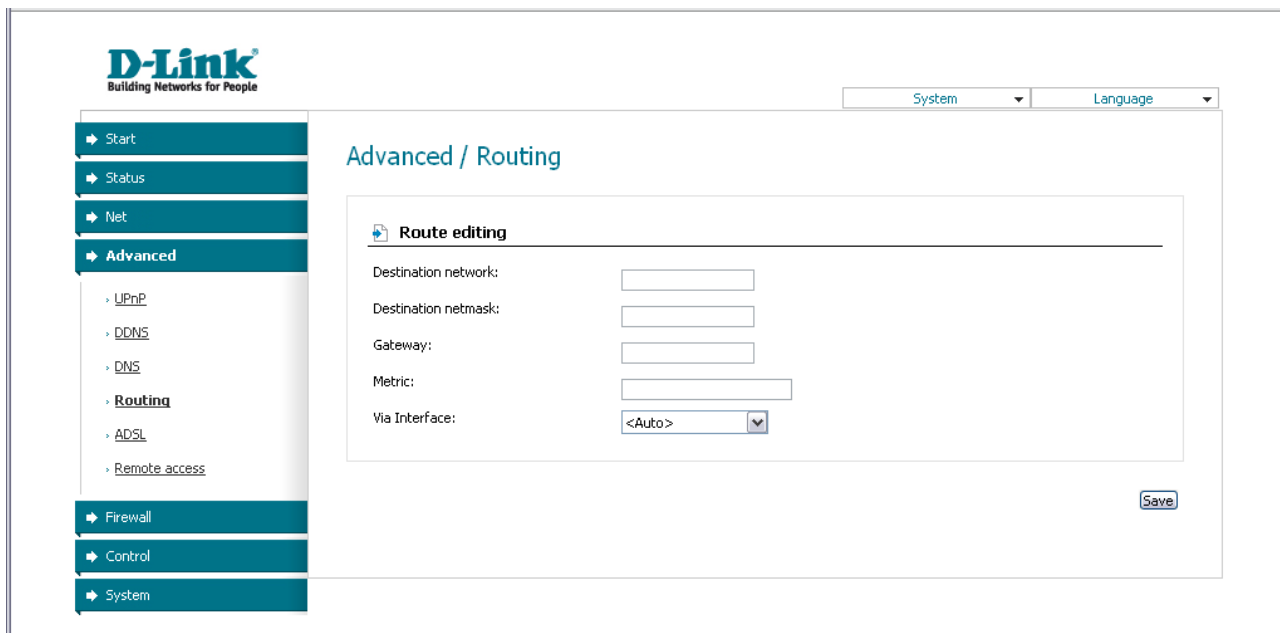 D-Link
Building Networks for People
System
Language
Start
Status
Net
Advanced
UPnP
DDNS
DNS
Routing
ADSL
Remote access
Firewall
Control
System
Advanced / Routing
Route editing
Destination network:
Destination netmask:
Gateway:
Metric:
Via Interface:
<Auto>
Save